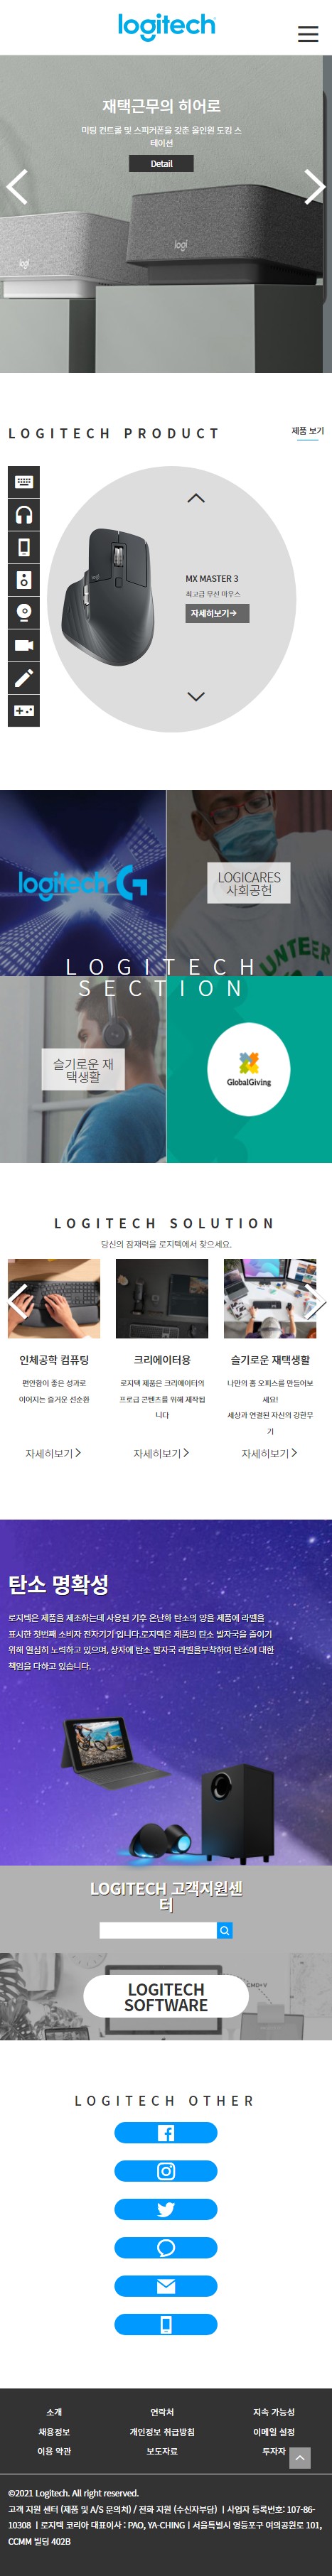 logitech
재택근무의 히어로
미팅 컨트롤 및 스피커폰을 갖춘 올인원 도킹 스
테이션
Detail
logi
logi
LOGITECH PRODUCT
제품 보기
MX MASTER 3
최고급 무선 마우스
자세히보기→
logitech G
LOGICARES
사회공헌
UNTEER
LOGITECH
SECTION
슬기로운 재
택생활
GlobalGiving
LOGITECH SOLUTION
당신의 잠재력을 로지텍에서 찾으세요.
인체공학 컴퓨팅
편안함이 좋은 성과로
이어지는 즐거운 선순환
자세히보기 >
크리에이터용
로지텍 제품은 크리에이터의
프로급 콘텐츠를 위해 제작됩
니다
자세히보기 >
슬기로운 재택생활
나만의 홈 오피스를 만들어보
세요!
세상과 연결된 자신의 강한무
기
자세히보기 >
탄소 명확성
로지텍은 제품을 제조하는데 사용된 기후 온난화 탄소의 양을 제품에 라벨을
표시한 첫번째 소비자 전자기기 입니다.로지텍은 제품의 탄소 발자국을 줄이기
위해 열심히 노력하고 있으며, 상자에 탄소 발자국 라벨을부착하여 탄소에 대한
책임을 다하고 있습니다.
LOGITECH 고객지원센
터
CMD+V
LOGITECH
SOFTWARE
LOGITECH OTHER
소개
연락처
지속 가능성
채용정보
개인정보 취급방침
이메일 설정
이용 약관
보도자료
투자자
©2021 Logitech. All right reserved.
고객 지원 센터 (제품 및 A/S 문의처) / 전화 지원 (수신자부담) | 사업자 등록번호: 107-86-
10308 | 로지텍 코리아 대표이사 : PAO, YA-CHING | 서울특별시 영등포구 여의공원로 101,
CCMM 빌딩 402B